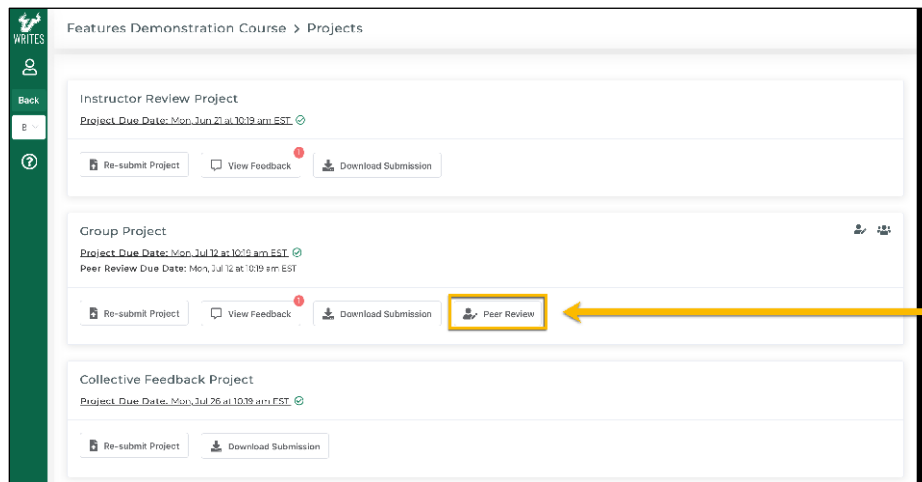 WRITES
Features Demonstration Course > Projects
Back
B
Instructor Review Project
Project Due Date: Mon, Jun 21 at 10:19 am EST
Re-submit Project
1
View Feedback
Download Submission
Group Project
Project Due Date: Mon, Jul 12 at 10:19 am EST
Peer Review Due Date: Mon, Jul 12 at 10:19 am EST
Re-submit Project
1
View Feedback
Download Submission
Peer Review
Collective Feedback Project
Project Due Date: Mon, Jul 26 at 10:19 am EST
Re-submit Project
Download Submission